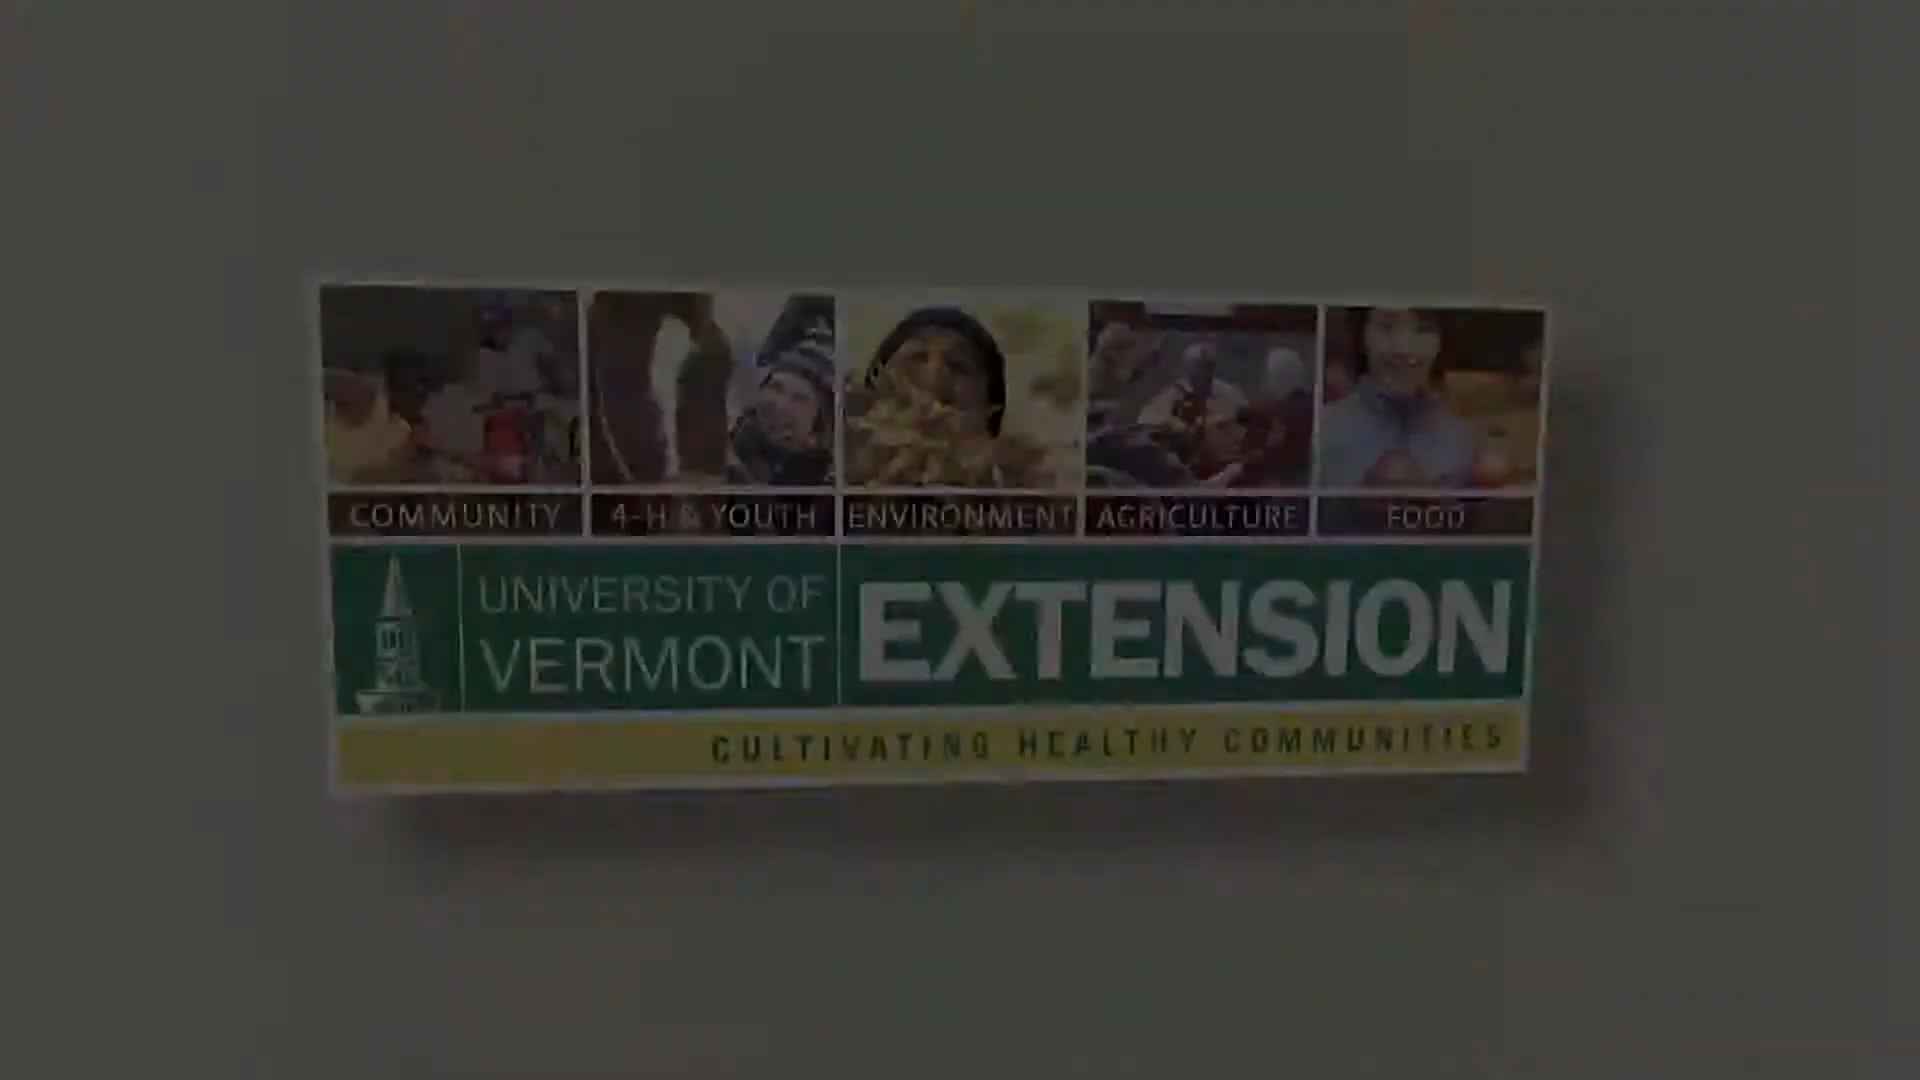 COMMUNITY
4-H & YOUTH
ENVIRONMENT
AGRICULTURE
FOOD
UNIVERSITY OF
VERMONT
EXTENSION
CULTIVATING HEALTHY COMMUNITIES